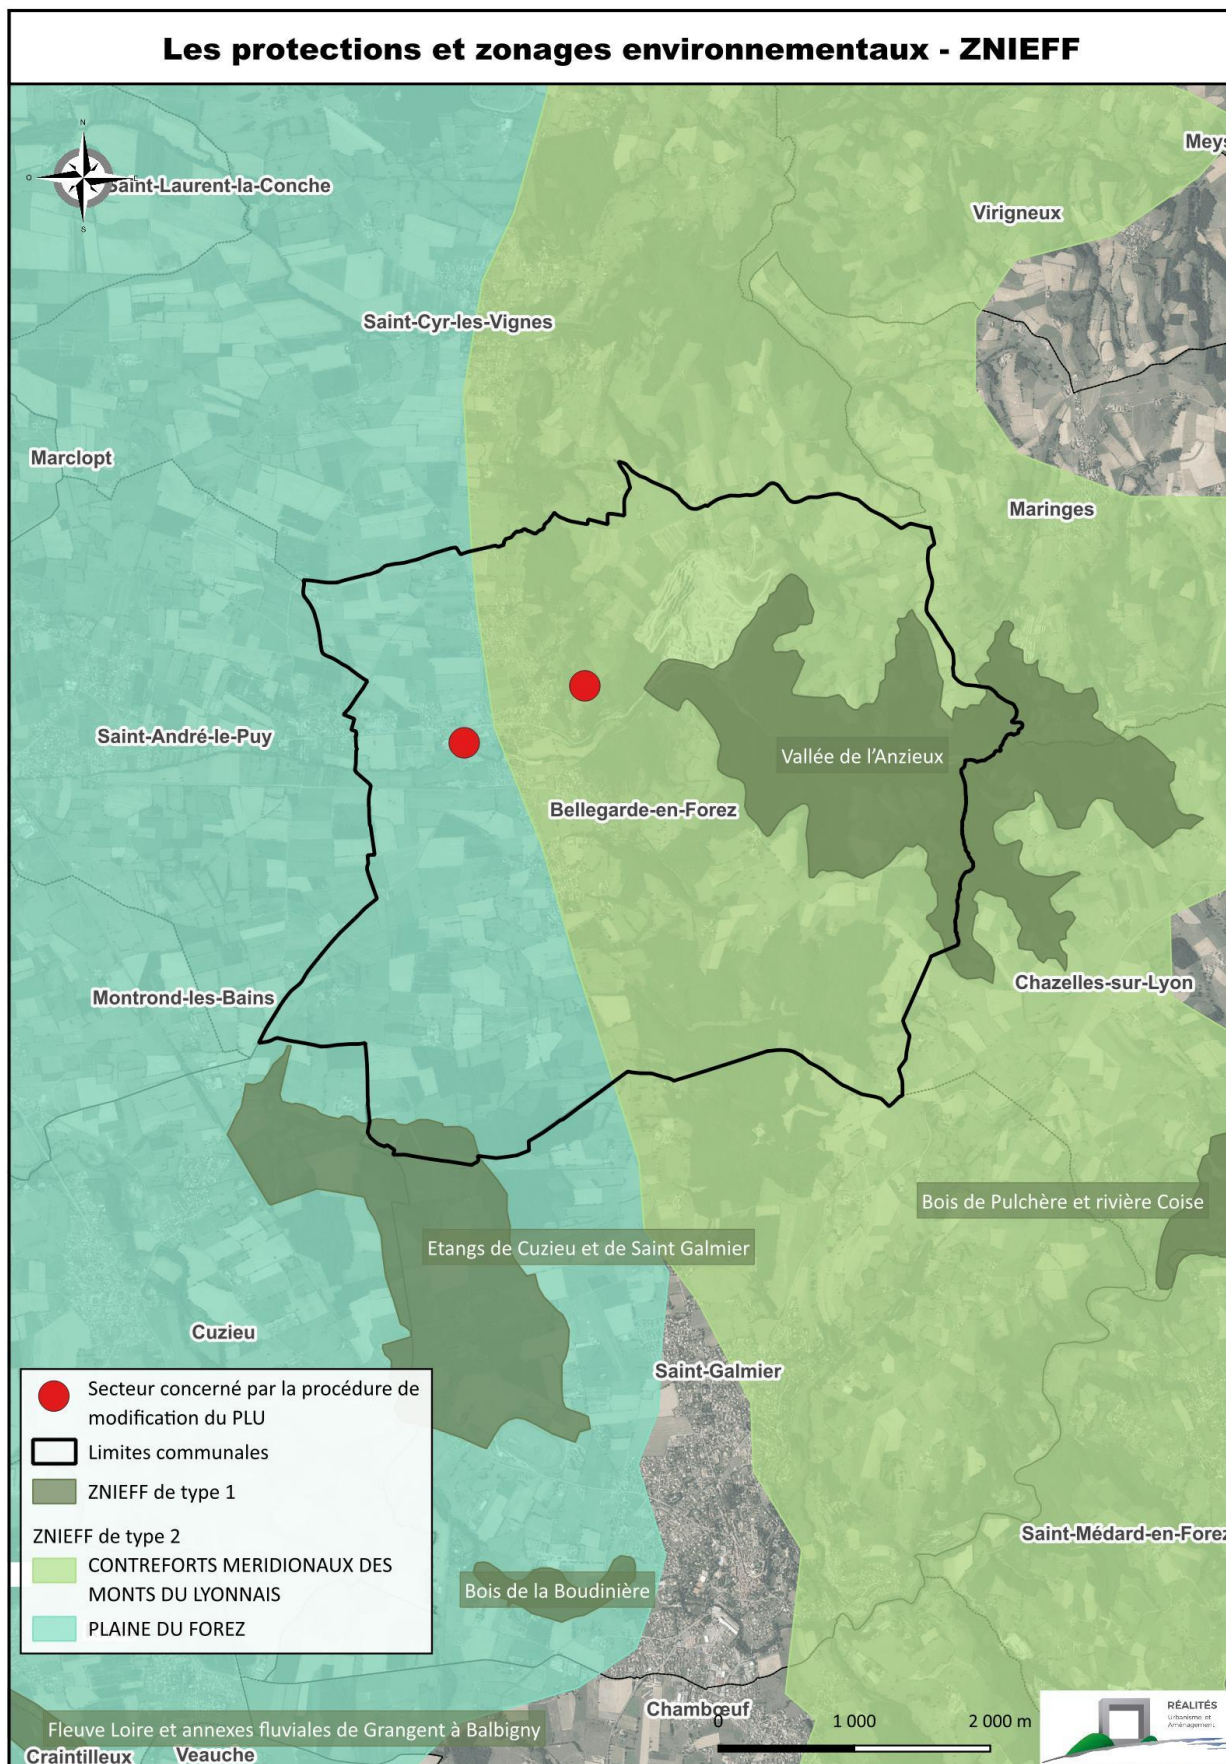 Les protections et zonages environnementaux - ZNIEFF
N
O
E
S
Saint-Laurent-la-Conche
Meys
Virigneux
Saint-Cyr-les-Vignes
Marclopt
Maringes
Saint-André-le-Puy
Vallée de l'Anzieux
Bellegarde-en-Forez
Montrond-les-Bains
Chazelles-sur-Lyon
Bois de Pulchère et rivière Coise
Etangs de Cuzieu et de Saint Galmier
Cuzieu
Saint-Galmier
Secteur concerné par la procédure de
modification du PLU
Limites communales
ZNIEFF de type 1
ZNIEFF de type 2
CONTREFORTS MERIDIONAUX DES
MONTS DU LYONNAIS
PLAINE DU FOREZ
Saint-Médard-en-Forez
Bois de la Boudinière
Chambœuf
Fleuve Loire et annexes fluviales de Grangent à Balbigny
Craintilleux
Veauche
0 1 000 2 000 m
RÉALITÉS
Urbanisme et
Aménagement